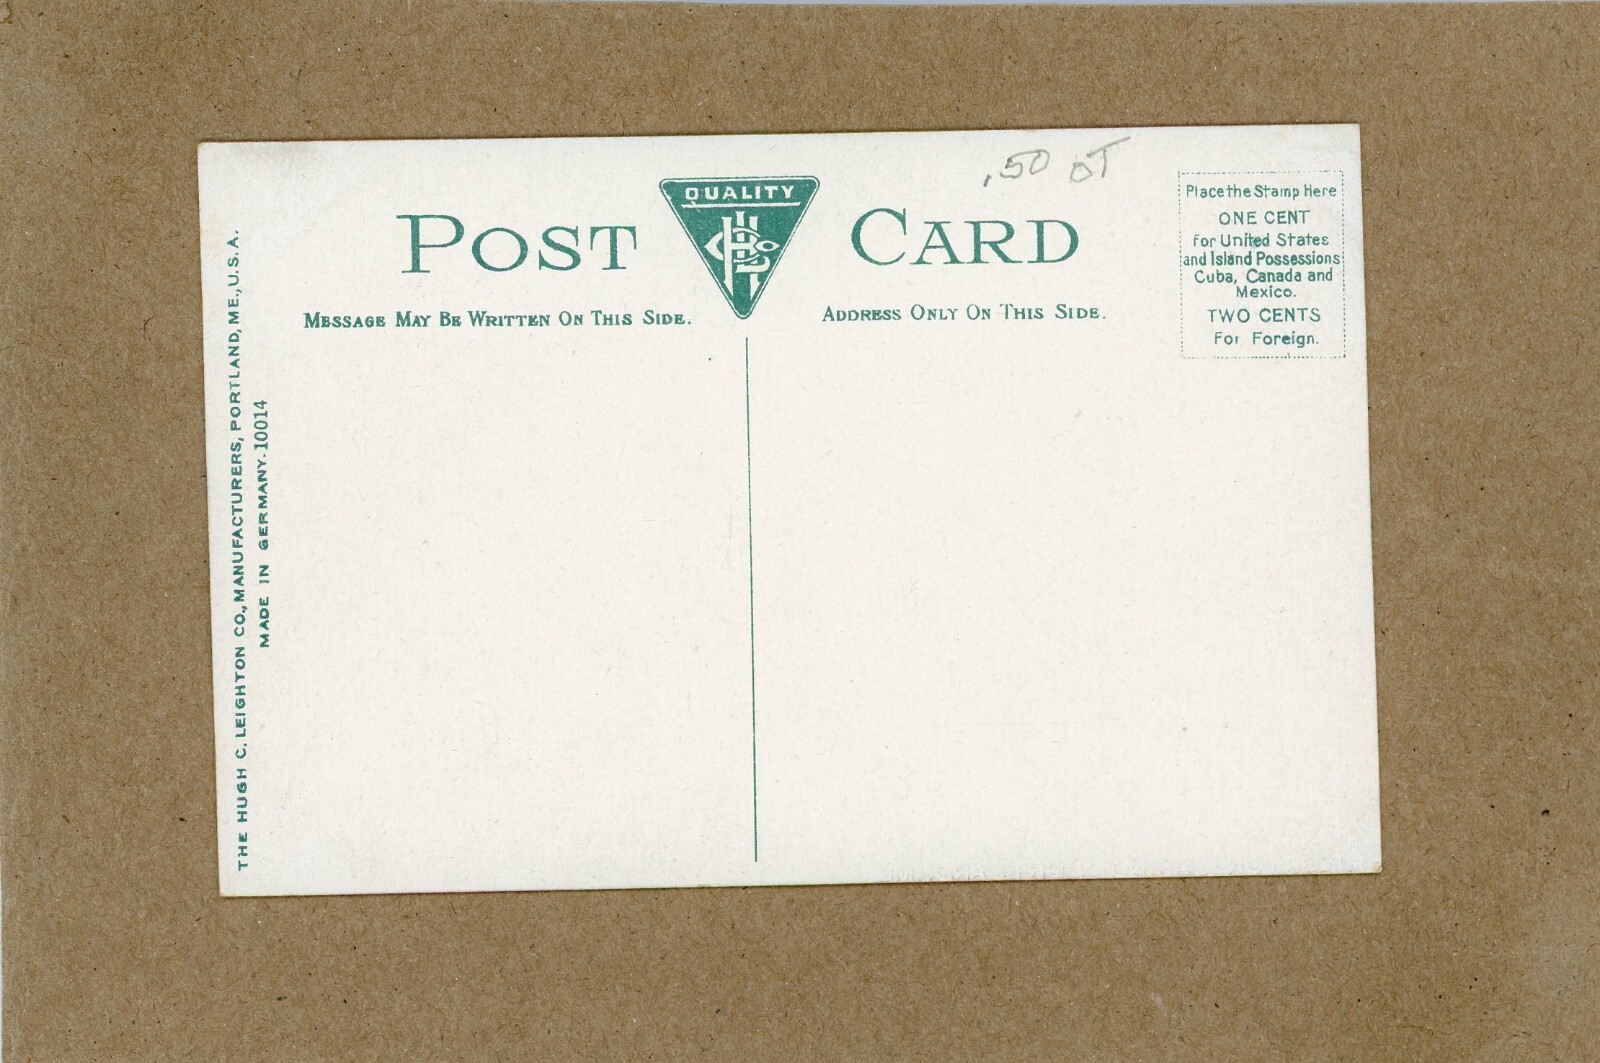 .50 OT
QUALITY
POST CARD
MESSAGE MAY BE WRITTEN ON THIS SIDE.
ADDRESS ONLY ON THIS SIDE.
Place the Stamp Here
ONE CENT
For United States
and Island Possessions
Cuba, Canada and
Mexico.
TWO CENTS
For Foreign.
THE HUGH C. LEIGHTON CO., MANUFACTURERS, PORTLAND, ME., U.S.A.
MADE IN GERMANY. 10014